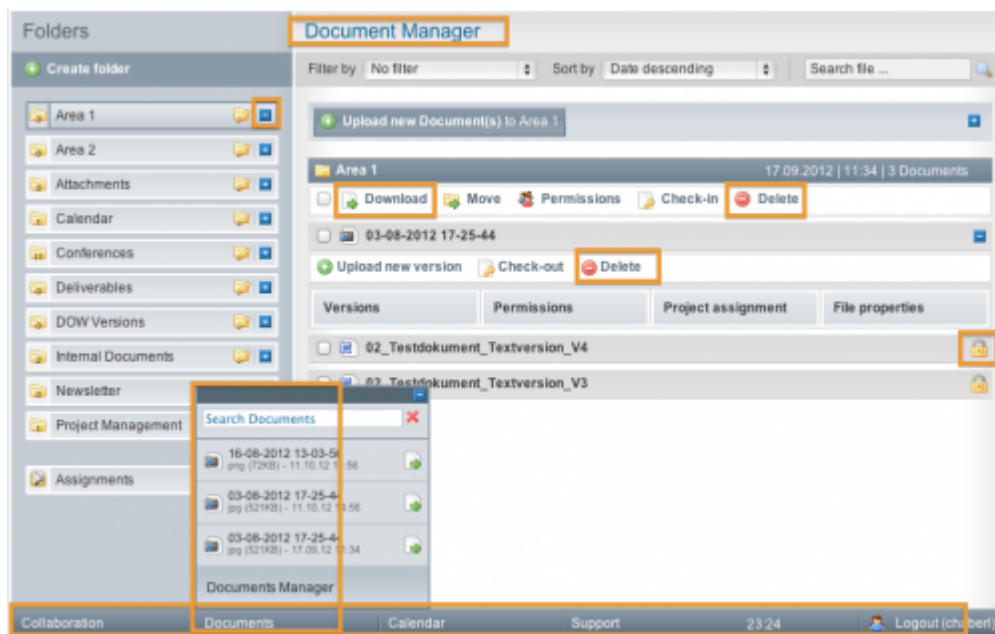 Folders
Create folder
Area 1
Area 2
Attachments
Calendar
Conferences
Deliverables
DOW Versions
Internal Documents
Newsletter
Project Management
Assignments
Document Manager
Filter by No filter Sort by Date descending Search file ...
Upload new Document(s) to Area 1
Area 1 17.09.2012 | 11:34 | 3 Documents
Download Move Permissions Check-in Delete
03-08-2012 17-25-44
Upload new version Check-out Delete
Versions Permissions Project assignment File properties
02_Testdokument_Textversion_V4
02_Testdokument_Textversion_V3
Search Documents
16-08-2012 13-03-56
png (72KB) - 11.10.12
03-08-2012 17-25-44
jpg (521KB) - 11.10.12
03-08-2012 17-25-44
jpg (521KB) - 17.09.12
Documents Manager
Collaboration Documents Calendar Support 23:24 Logout (chaberl)